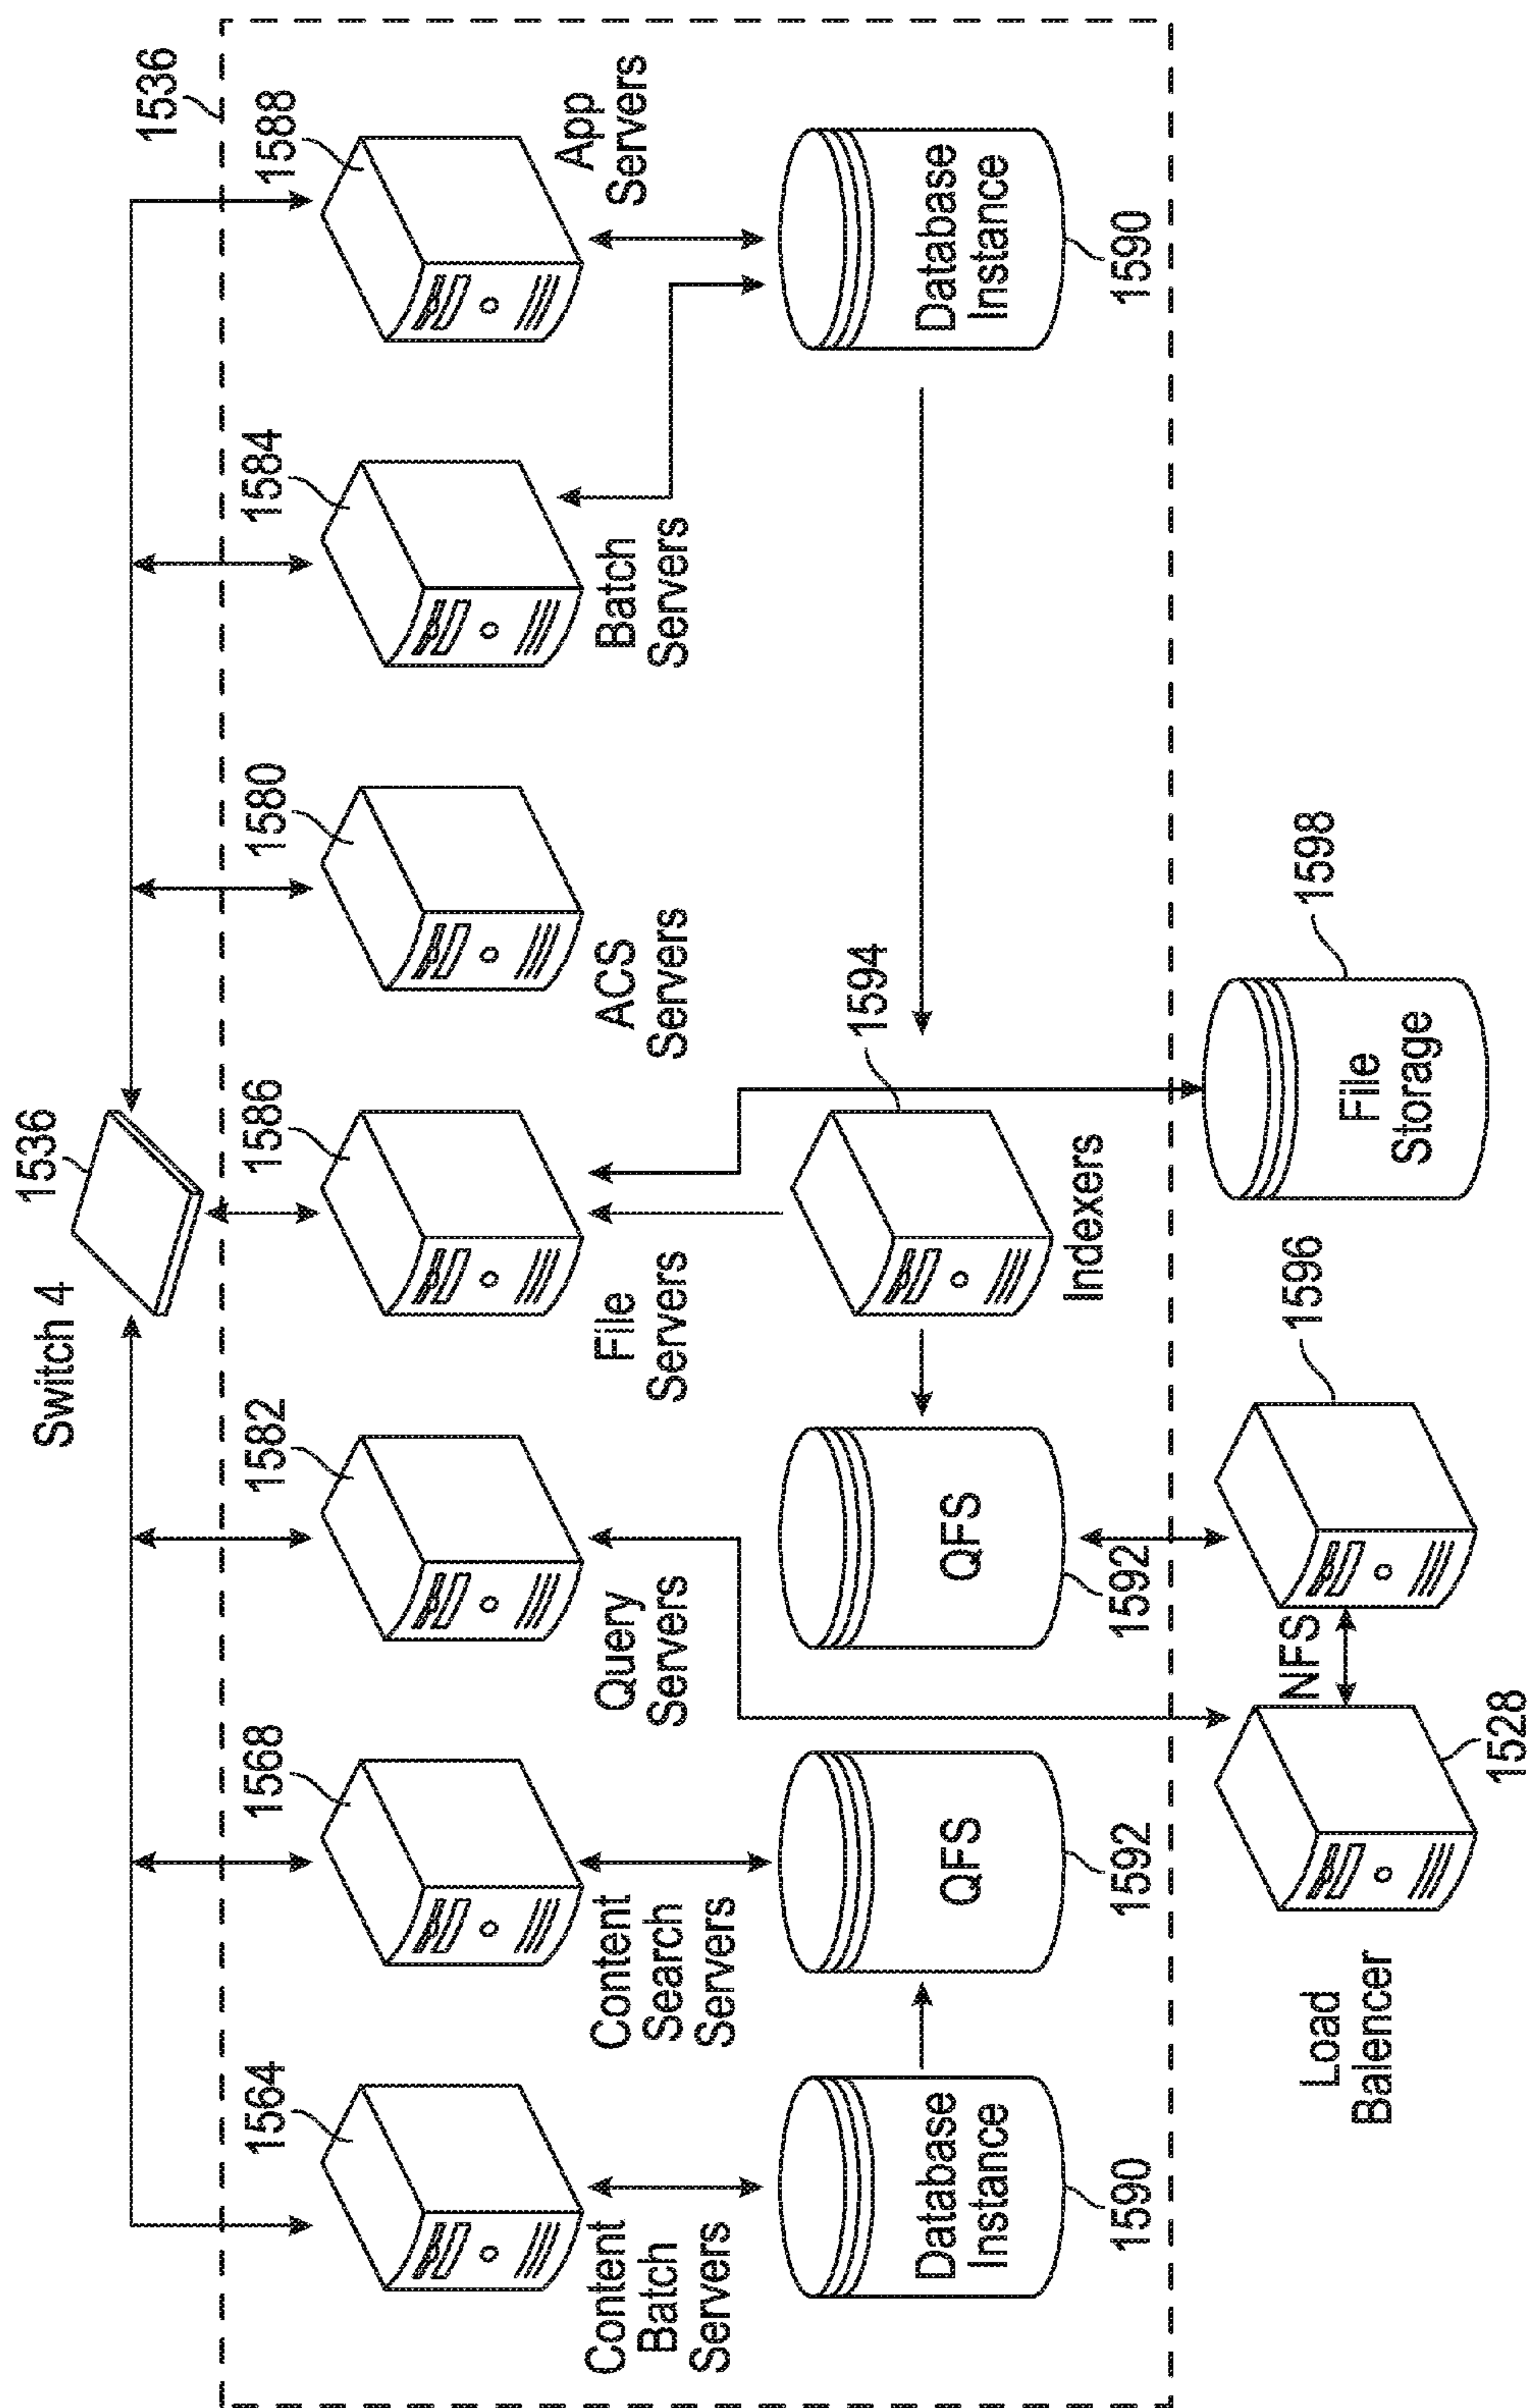 1536
Switch 4
1536
1564
1568
1582
1586
1580
1584
1588
Content
Batch
Servers
Content
Search
Servers
Query
Servers
File
Servers
ACS
Servers
Batch
Servers
App
Servers
1594
Database
Instance
1590
QFS
1592
QFS
1592
Indexers
Database
Instance
1590
Load
Balencer
1528
NFS
1596
File
Storage
1598